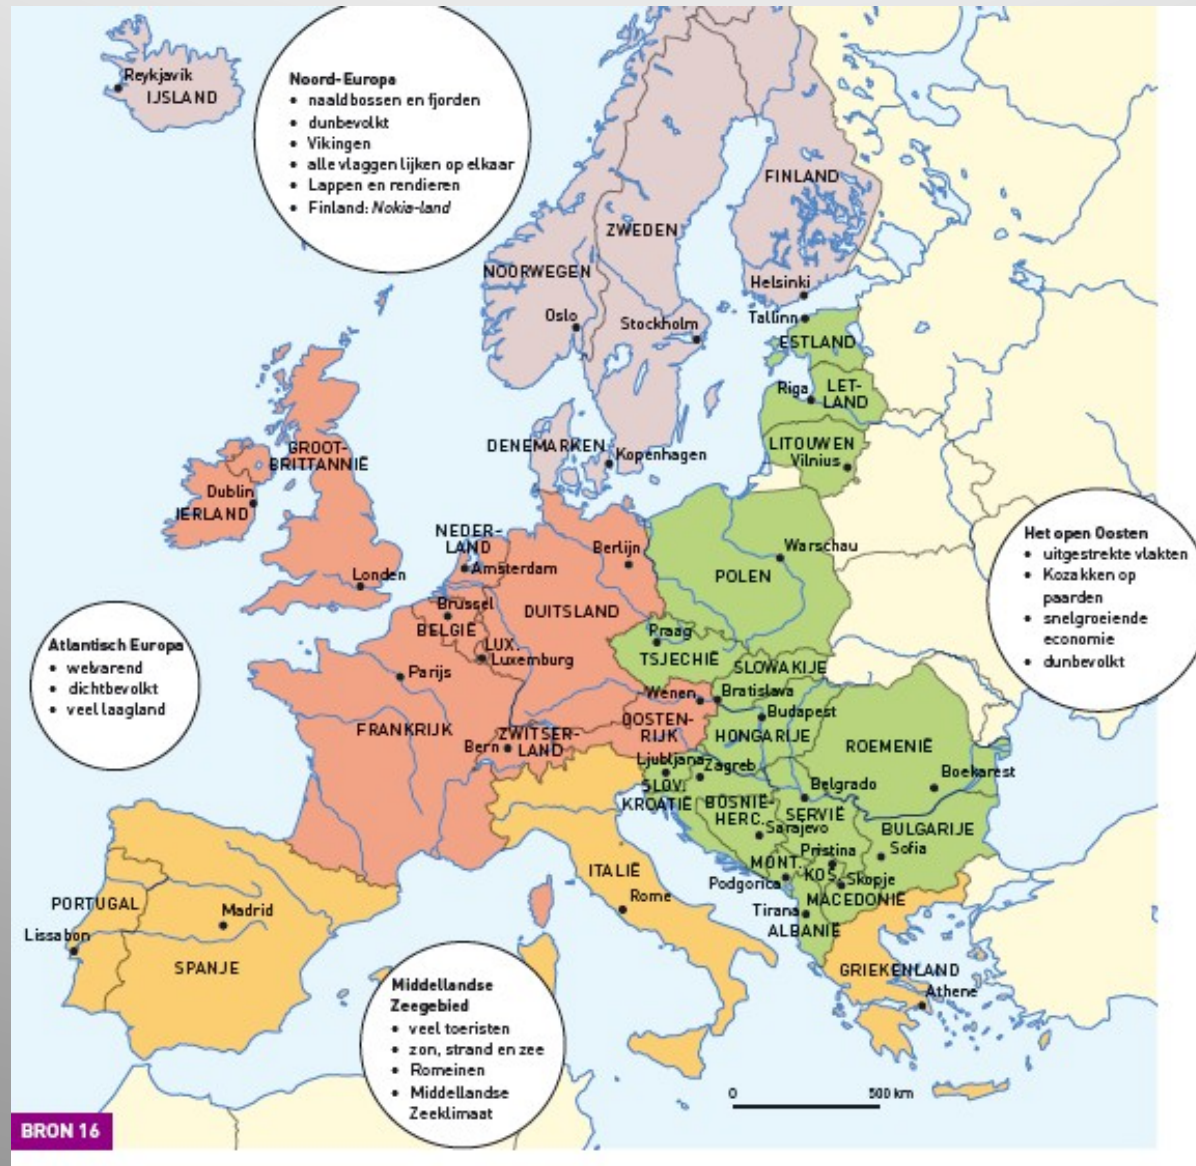 Reykjavik
IJSLAND
Noord-Europa
• naaldbossen en fjorden
• dunbevolkt
• Vikingen
• alle vlaggen lijken op elkaar
• Lappen en rendieren
• Finland: Nokia-land
FINLAND
ZWEDEN
NOORWEGEN
Helsinki
Oslo
Stockholm
Tallinn
ESTLAND
Riga
LET-
LAND
LITOUWEN
Vilnius
DENEMARKEN
Kopenhagen
GROOT-
BRITTANNIË
Dublin
IERLAND
Londen
NEDER-
LAND
Amsterdam
Berlijn
DUITSLAND
Brussel
BELGIË
LUX.
Luxemburg
Warschau
POLEN
Het open Oosten
• uitgestrekte vlakten
• Kozakken op
paarden
• snelgroeiende
economie
• dunbevolkt
Atlantisch Europa
• welvarend
• dichtbevolkt
• veel laagland
Parijs
FRANKRIJK
Praag
TSJECHIË
SLOWAKIJE
Wenen
Bratislava
OOSTEN-
RIJK
Boedapest
HONGARIJE
Bern
ZWITSER-
LAND
ROEMENIË
Boekarest
Ljubljana
SLOV.
Zagreb
KROATIË
BOSNIË-
HERC.
Sarajevo
Belgrado
SERVIË
BULGARIJE
Sofia
Pristina
MONT.
KOS.
Podgorica
Skopje
MACEDONIË
Tirana
ALBANIË
ITALIË
Rome
PORTUGAL
Lissabon
Madrid
SPANJE
GRIEKENLAND
Athene
Middellandse
Zeegebied
• veel toeristen
• zon, strand en zee
• Romeinen
• Middellandse
Zeeklimaat
0 500 km
BRON 16